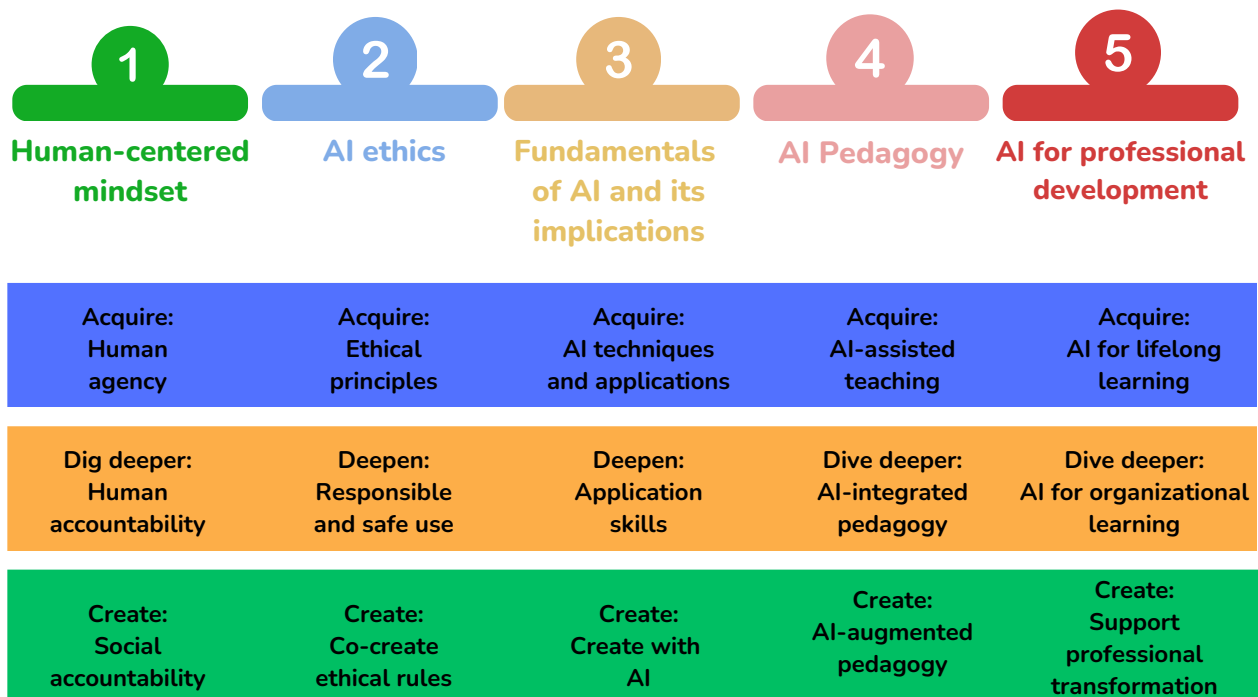 1
2
3
4
5
Human-centered
mindset
AI ethics
Fundamentals
of AI and its
implications
AI Pedagogy
AI for professional
development
Acquire:
Human
agency
Acquire:
Ethical
principles
Acquire:
AI techniques
and applications
Acquire:
AI-assisted
teaching
Acquire:
AI for lifelong
learning
Dig deeper:
Human
accountability
Deepen:
Responsible
and safe use
Deepen:
Application
skills
Dive deeper:
AI-integrated
pedagogy
Dive deeper:
AI for organizational
learning
Create:
Social
accountability
Create:
Co-create
ethical rules
Create:
Create with
AI
Create:
AI-augmented
pedagogy
Create:
Support
professional
transformation